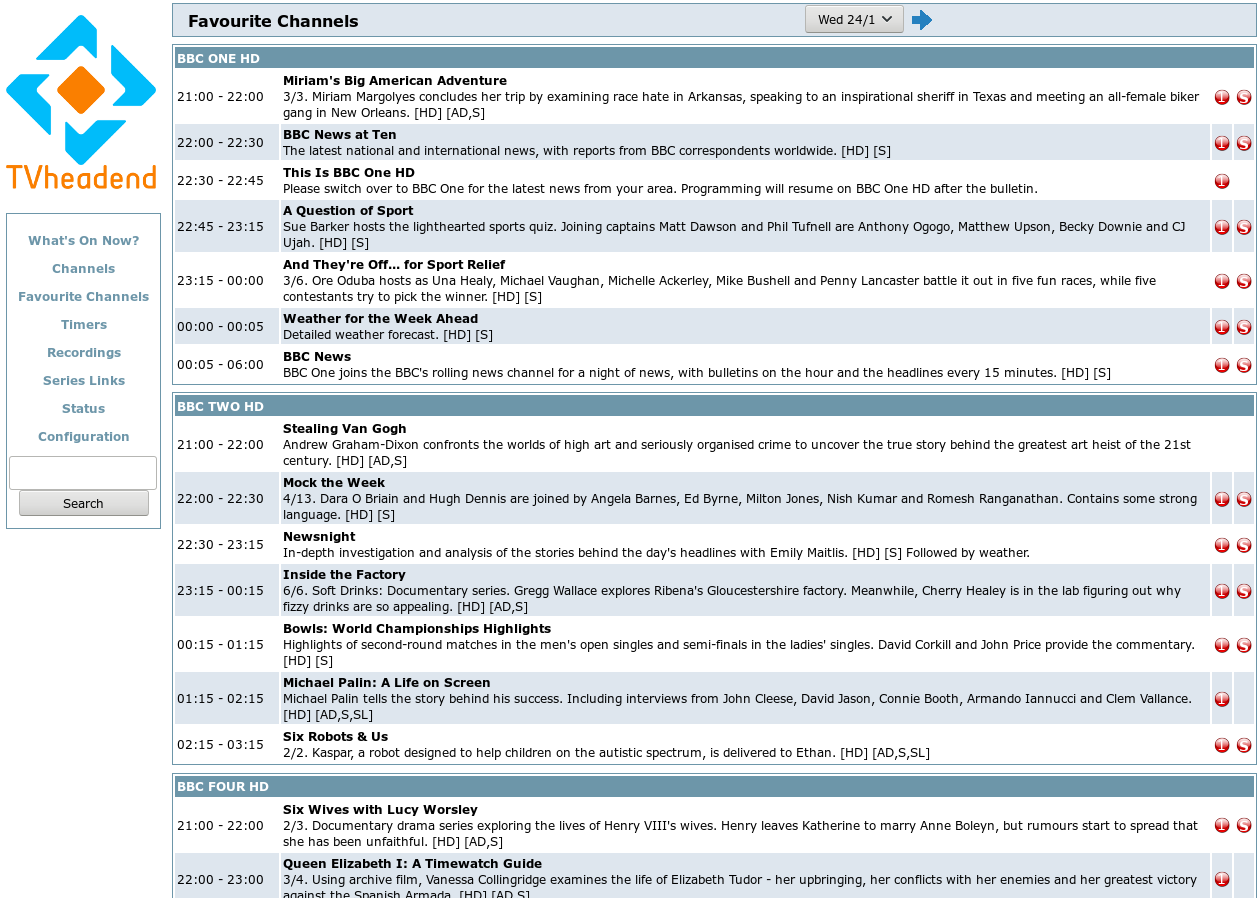 TVheadend
What's On Now?
Channels
Favourite Channels
Timers
Recordings
Series Links
Status
Configuration
Search
Favourite Channels
Wed 24/1
BBC ONE HD
21:00 - 22:00
Miriam's Big American Adventure
3/3. Miriam Margolyes concludes her trip by examining race hate in Arkansas, speaking to an inspirational sheriff in Texas and meeting an all-female biker
gang in New Orleans. [HD] [AD,S]
1 S
22:00 - 22:30
BBC News at Ten
The latest national and international news, with reports from BBC correspondents worldwide. [HD] [S]
1 S
22:30 - 22:45
This Is BBC One HD
Please switch over to BBC One for the latest news from your area. Programming will resume on BBC One HD after the bulletin.
1
22:45 - 23:15
A Question of Sport
Sue Barker hosts the lighthearted sports quiz. Joining captains Matt Dawson and Phil Tufnell are Anthony Ogogo, Matthew Upson, Becky Downie and CJ
Ujah. [HD] [S]
1 S
23:15 - 00:00
And They're Off... for Sport Relief
3/6. Ore Oduba hosts as Una Healy, Michael Vaughan, Michelle Ackerley, Mike Bushell and Penny Lancaster battle it out in five fun races, while five
contestants try to pick the winner. [HD] [S]
1 S
00:00 - 00:05
Weather for the Week Ahead
Detailed weather forecast. [HD] [S]
1 S
00:05 - 06:00
BBC News
BBC One joins the BBC's rolling news channel for a night of news, with bulletins on the hour and the headlines every 15 minutes. [HD] [S]
1 S
BBC TWO HD
21:00 - 22:00
Stealing Van Gogh
Andrew Graham-Dixon confronts the worlds of high art and seriously organised crime to uncover the true story behind the greatest art heist of the 21st
century. [HD] [AD,S]
22:00 - 22:30
Mock the Week
4/13. Dara O Briain and Hugh Dennis are joined by Angela Barnes, Ed Byrne, Milton Jones, Nish Kumar and Romesh Ranganathan. Contains some strong
language. [HD] [S]
1 S
22:30 - 23:15
Newsnight
In-depth investigation and analysis of the stories behind the day's headlines with Emily Maitlis. [HD] [S] Followed by weather.
1 S
23:15 - 00:15
Inside the Factory
6/6. Soft Drinks: Documentary series. Gregg Wallace explores Ribena's Gloucestershire factory. Meanwhile, Cherry Healey is in the lab figuring out why
fizzy drinks are so appealing. [HD] [AD,S]
1 S
00:15 - 01:15
Bowls: World Championships Highlights
Highlights of second-round matches in the men's open singles and semi-finals in the ladies' singles. David Corkill and John Price provide the commentary.
[HD] [S]
1 S
01:15 - 02:15
Michael Palin: A Life on Screen
Michael Palin tells the story behind his success. Including interviews from John Cleese, David Jason, Connie Booth, Armando Iannucci and Clem Vallance.
[HD] [AD,S,SL]
1
02:15 - 03:15
Six Robots & Us
2/2. Kaspar, a robot designed to help children on the autistic spectrum, is delivered to Ethan. [HD] [AD,S,SL]
1 S
BBC FOUR HD
21:00 - 22:00
Six Wives with Lucy Worsley
2/3. Documentary drama series exploring the lives of Henry VIII's wives. Henry leaves Katherine to marry Anne Boleyn, but rumours start to spread that
she has been unfaithful. [HD] [AD,S]
1 S
22:00 - 23:00
Queen Elizabeth I: A Timewatch Guide
3/4. Using archive film, Vanessa Collingridge examines the life of Elizabeth Tudor - her upbringing, her conflicts with her enemies and her greatest victory
against the Spanish Armada. [HD] [AD,S]
1